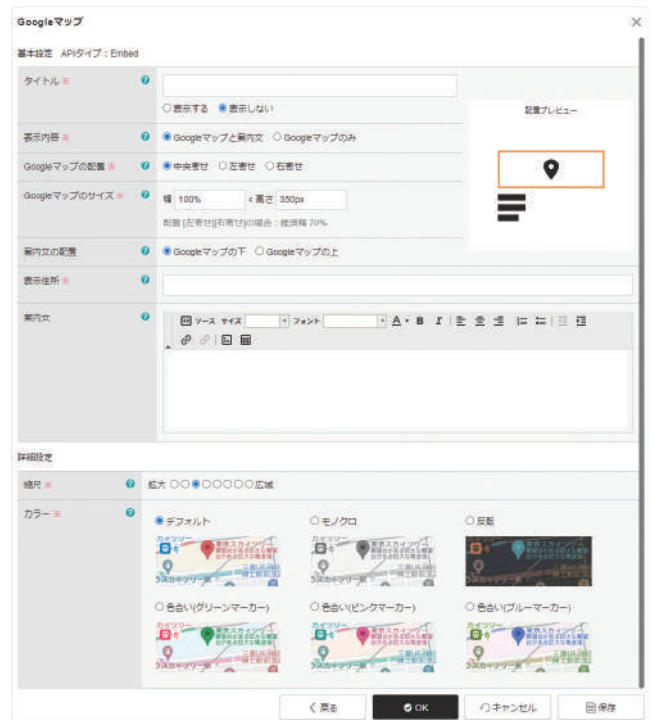 Googleマップ
基本設定 APIタイプ：Embed
タイトル ※
○表示する ◉表示しない
配置プレビュー
表示内容 ※
◉Googleマップと案内文 ○Googleマップのみ
Googleマップの配置 ※
◉中央寄せ ○左寄せ ○右寄せ
Googleマップのサイズ ※
幅 100% × 高さ 350px
配置 [左寄せ][右寄せ]の場合：推奨幅 70%
案内文の配置
◉Googleマップの下 ○Googleマップの上
表示住所 ※
案内文
ソース サイズ フォント A B I
詳細設定
縮尺 ※
拡大 ○○◉○○○○○広域
カラー ※
◉デフォルト ○モノクロ ○反転
○色合い(グリーンマーカー) ○色合い(ピンクマーカー) ○色合い(ブルーマーカー)
戻る OK キャンセル 保存